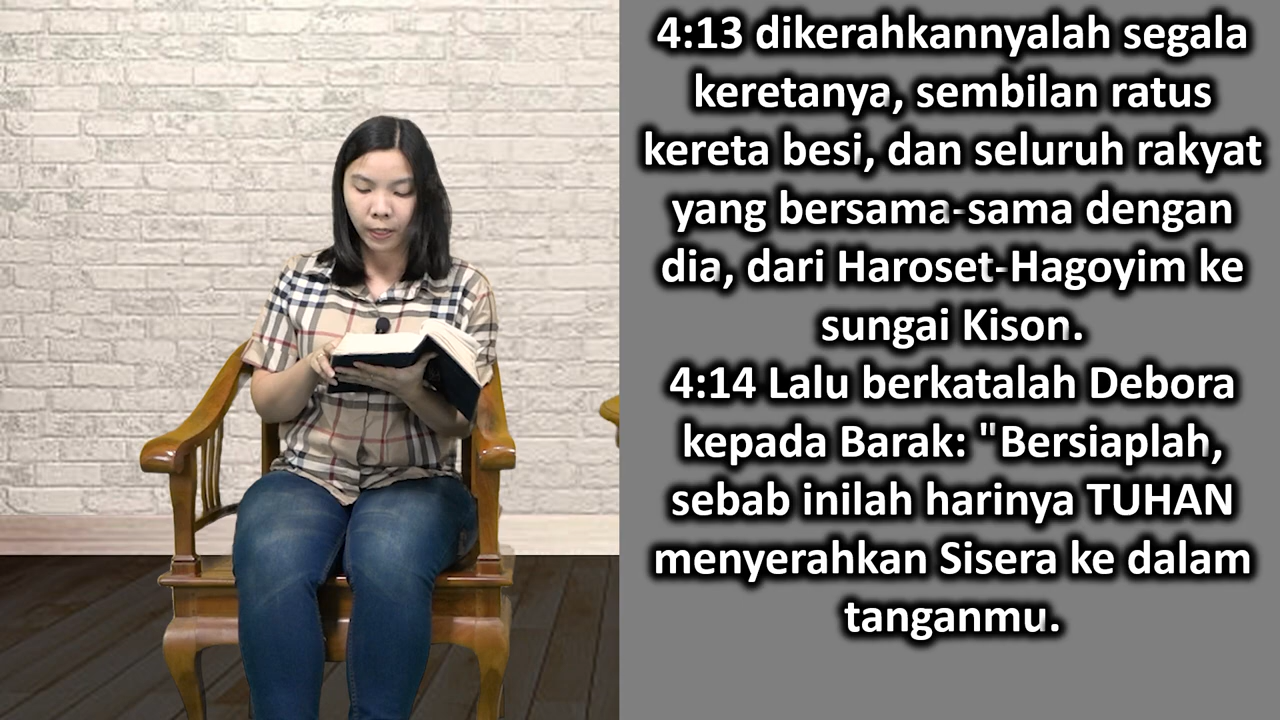 4:13 dikerahkannyalah segala
keretanya, sembilan ratus
kereta besi, dan seluruh rakyat
yang bersama-sama dengan
dia, dari Haroset-Hagoyim ke
sungai Kison.
4:14 Lalu berkatalah Debora
kepada Barak: "Bersiaplah,
sebab inilah harinya TUHAN
menyerahkan Sisera ke dalam
tanganmu.